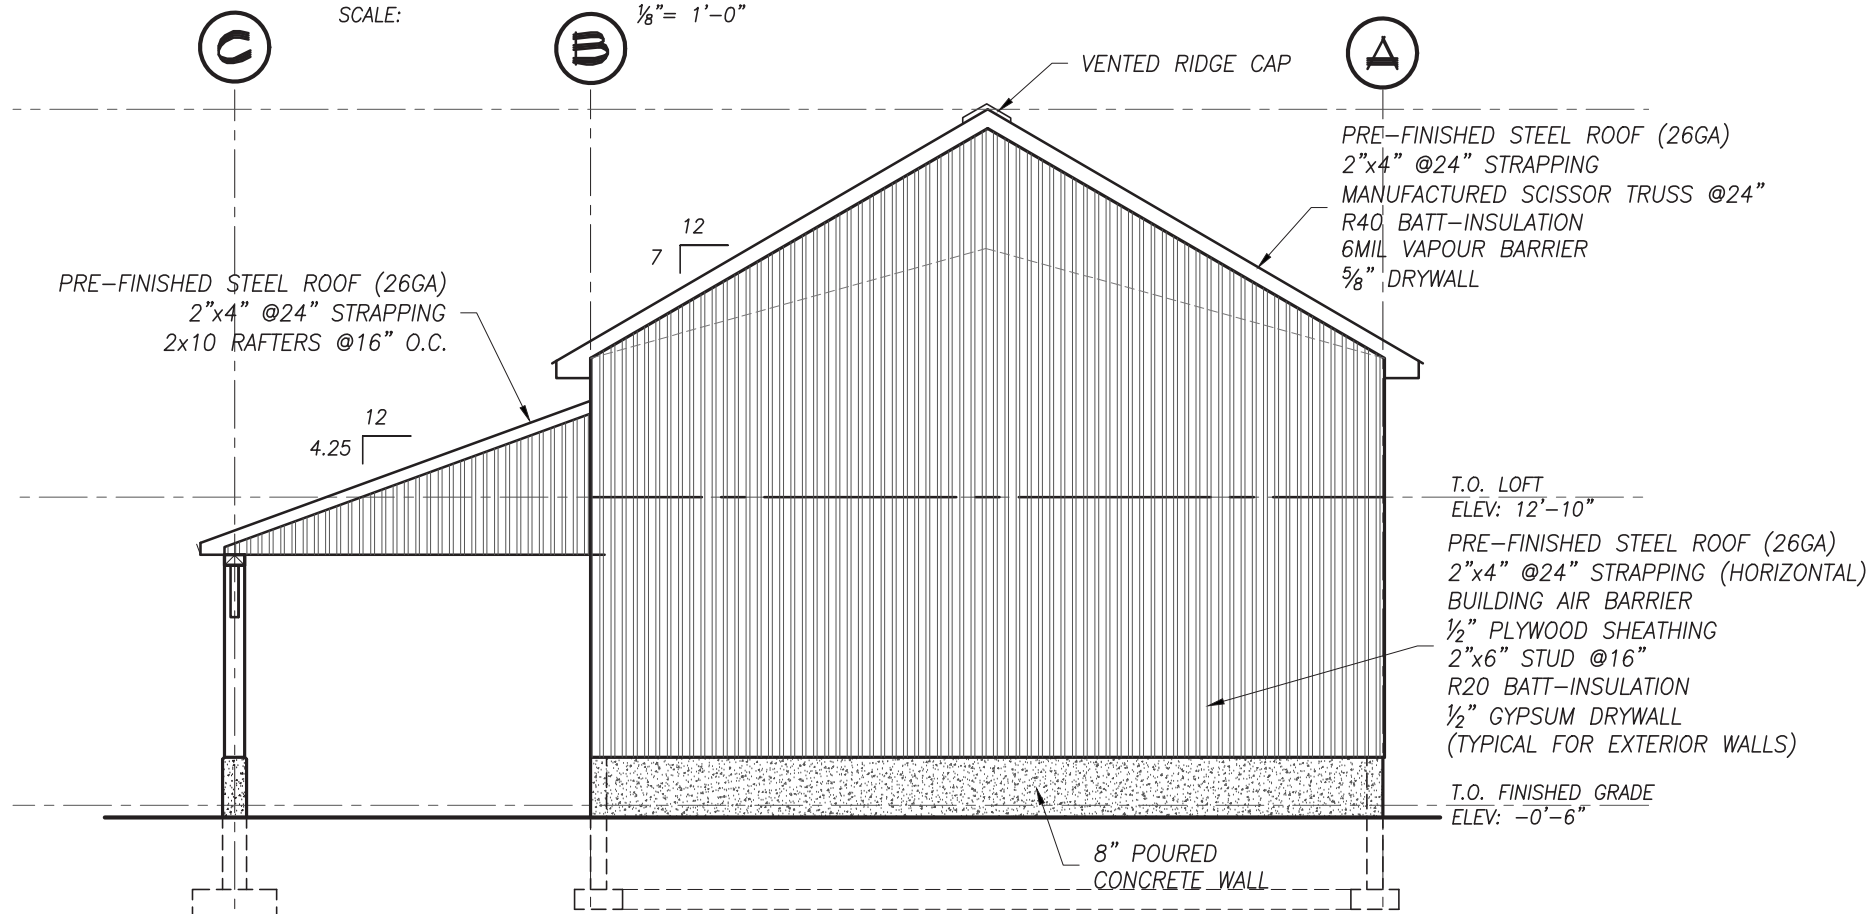 SCALE: ⅛"= 1'-0"
C
B
A
VENTED RIDGE CAP
PRE-FINISHED STEEL ROOF (26GA)
2"x4" @24" STRAPPING
MANUFACTURED SCISSOR TRUSS @24"
R40 BATT-INSULATION
6MIL VAPOUR BARRIER
⅝" DRYWALL
12
7
PRE-FINISHED STEEL ROOF (26GA)
2"x4" @24" STRAPPING
2x10 RAFTERS @16" O.C.
12
4.25
T.O. LOFT
ELEV: 12'-10"
PRE-FINISHED STEEL ROOF (26GA)
2"x4" @24" STRAPPING (HORIZONTAL)
BUILDING AIR BARRIER
½" PLYWOOD SHEATHING
2"x6" STUD @16"
R20 BATT-INSULATION
½" GYPSUM DRYWALL
(TYPICAL FOR EXTERIOR WALLS)
T.O. FINISHED GRADE
ELEV: -0'-6"
8" POURED
CONCRETE WALL